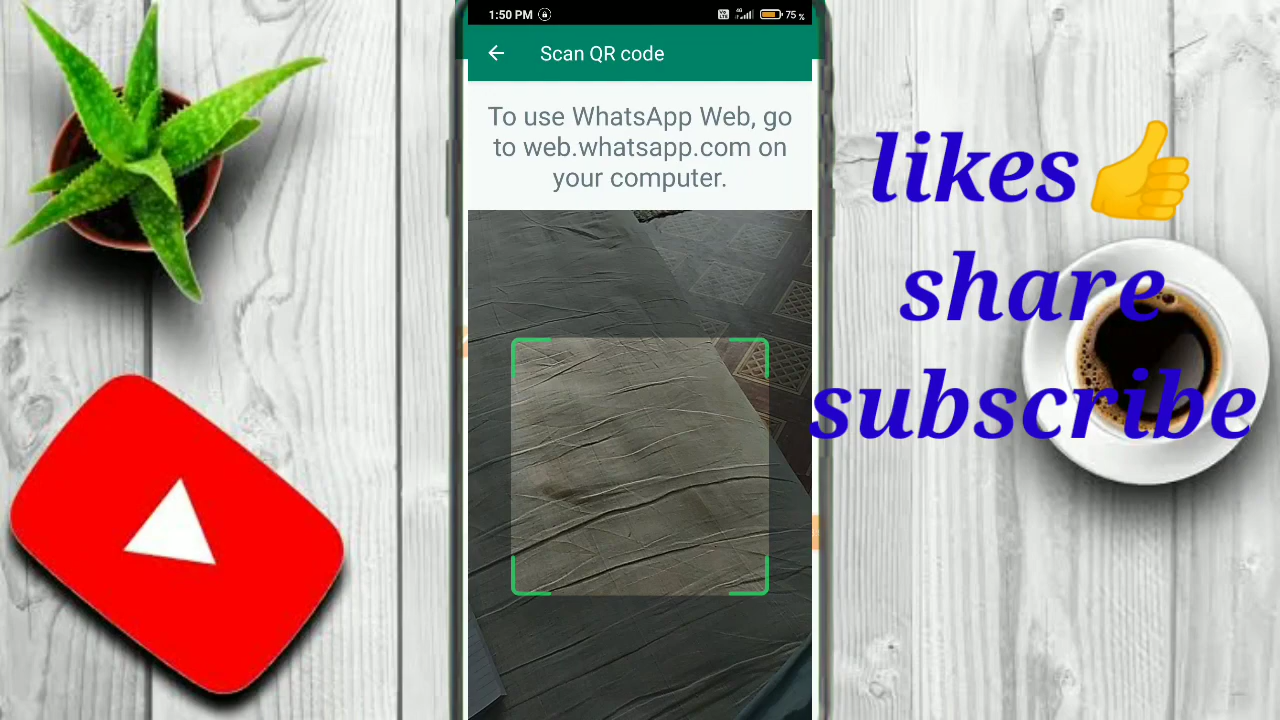 1:50 PM
4G
75 %
Scan QR code
To use WhatsApp Web, go
to web.whatsapp.com on
your computer.
likes👍
share
subscribe